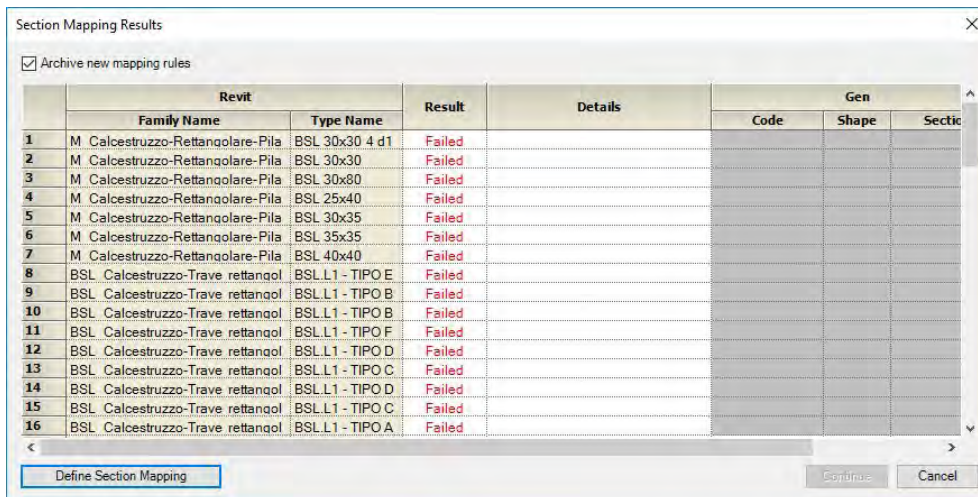 Section Mapping Results
Archive new mapping rules
Revit Result Details Gen
Family Name Type Name Code Shape Sectio
1 M_Calcestruzzo-Rettangolare-Pila BSL 30x30 4 d1 Failed
2 M_Calcestruzzo-Rettangolare-Pila BSL 30x30 Failed
3 M_Calcestruzzo-Rettangolare-Pila BSL 30x80 Failed
4 M_Calcestruzzo-Rettangolare-Pila BSL 25x40 Failed
5 M_Calcestruzzo-Rettangolare-Pila BSL 30x35 Failed
6 M_Calcestruzzo-Rettangolare-Pila BSL 35x35 Failed
7 M_Calcestruzzo-Rettangolare-Pila BSL 40x40 Failed
8 BSL_Calcestruzzo-Trave rettangol BSL.L1 - TIPO E Failed
9 BSL_Calcestruzzo-Trave rettangol BSL.L1 - TIPO B Failed
10 BSL_Calcestruzzo-Trave rettangol BSL.L1 - TIPO B Failed
11 BSL_Calcestruzzo-Trave rettangol BSL.L1 - TIPO F Failed
12 BSL_Calcestruzzo-Trave rettangol BSL.L1 - TIPO D Failed
13 BSL_Calcestruzzo-Trave rettangol BSL.L1 - TIPO C Failed
14 BSL_Calcestruzzo-Trave rettangol BSL.L1 - TIPO D Failed
15 BSL_Calcestruzzo-Trave rettangol BSL.L1 - TIPO C Failed
16 BSL_Calcestruzzo-Trave rettangol BSL.L1 - TIPO A Failed
Define Section Mapping Continue Cancel